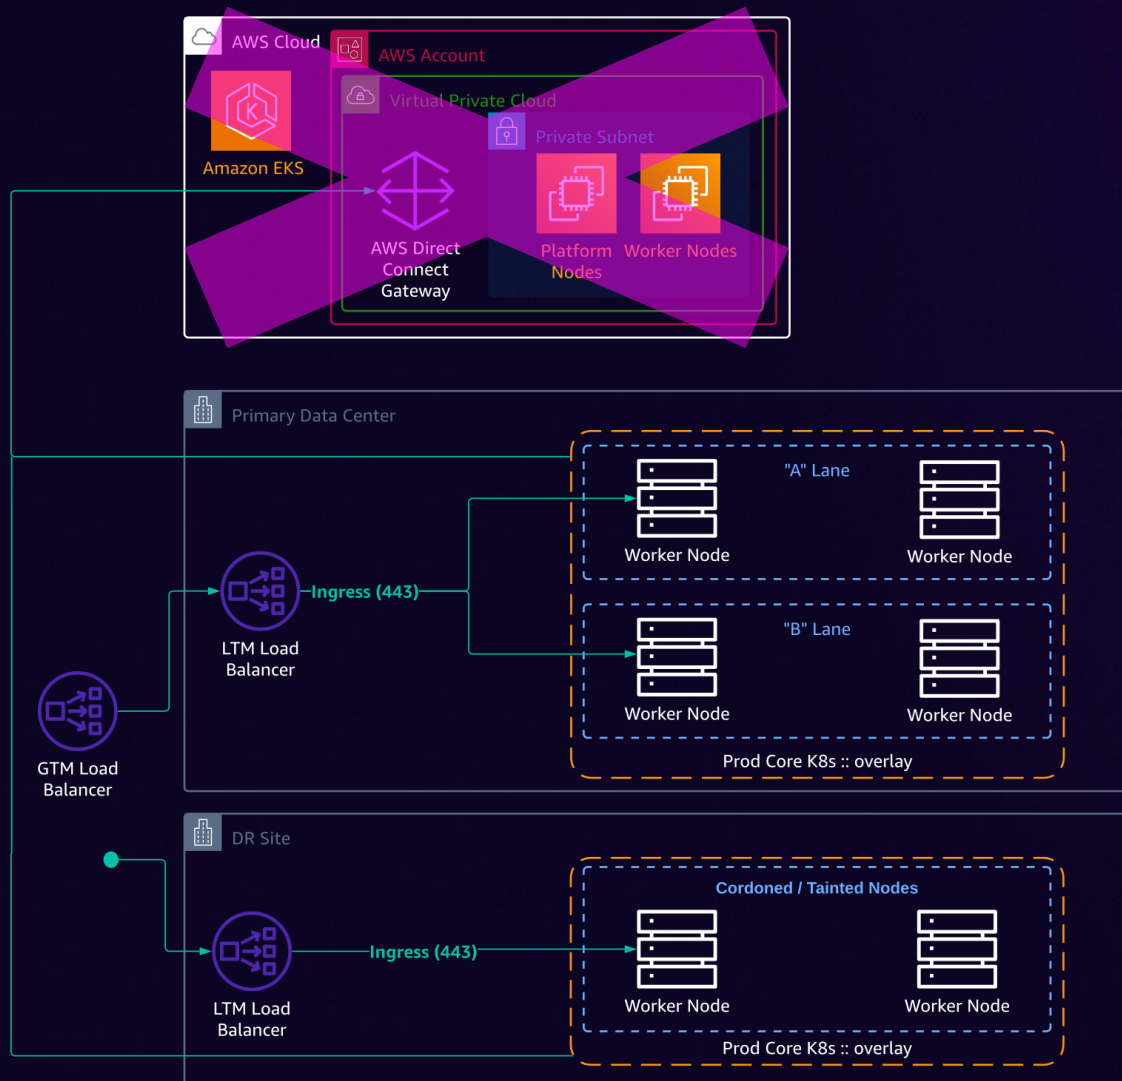 AWS Cloud
AWS Account
Virtual Private Cloud
Private Subnet
K
Amazon EKS
AWS Direct
Connect
Gateway
Platform
Nodes
Worker Nodes
Primary Data Center
"A" Lane
Worker Node
Worker Node
Ingress (443)
LTM Load
Balancer
"B" Lane
Worker Node
Worker Node
GTM Load
Balancer
Prod Core K8s :: overlay
DR Site
Cordoned / Tainted Nodes
Ingress (443)
Worker Node
Worker Node
LTM Load
Balancer
Prod Core K8s :: overlay